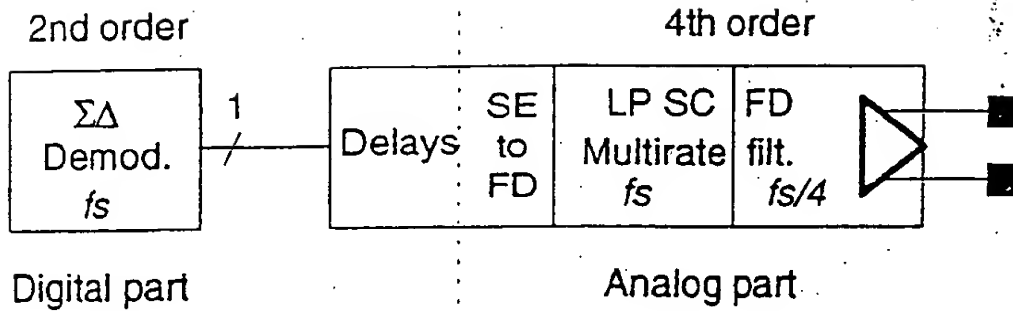 2nd order
4th order
ΣΔ
Demod.
fs
1
Delays
SE
to
FD
LP SC
Multirate
fs
FD
filt.
fs/4
Digital part
Analog part